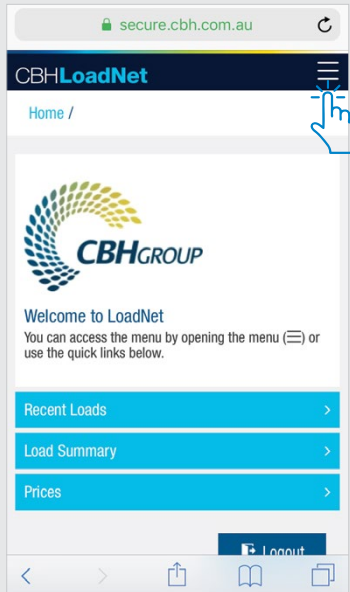 secure.cbh.com.au
CBHLoadNet
Home /
CBHGROUP
Welcome to LoadNet
You can access the menu by opening the menu (☰) or
use the quick links below.
Recent Loads
Load Summary
Prices
Logout